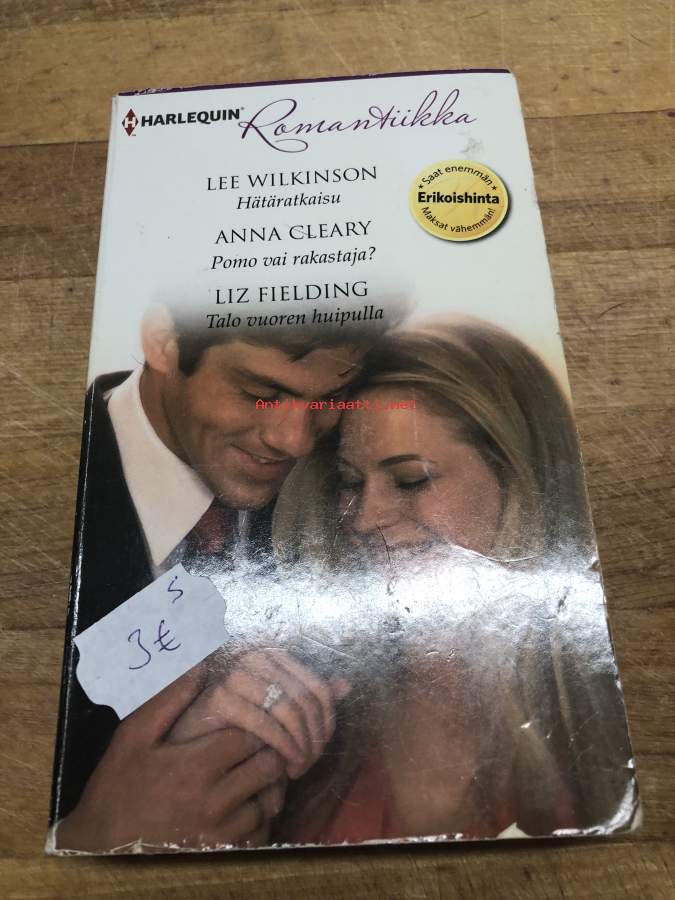 HARLEQUIN Romantiikka
LEE WILKINSON
Hätäratkaisu
ANNA CLEARY
Pomo vai rakastaja?
LIZ FIELDING
Talo vuoren huipulla
Saat enemmän
Erikoishinta
Maksat vähemmän!
Antikvariaatti.net
s
3€